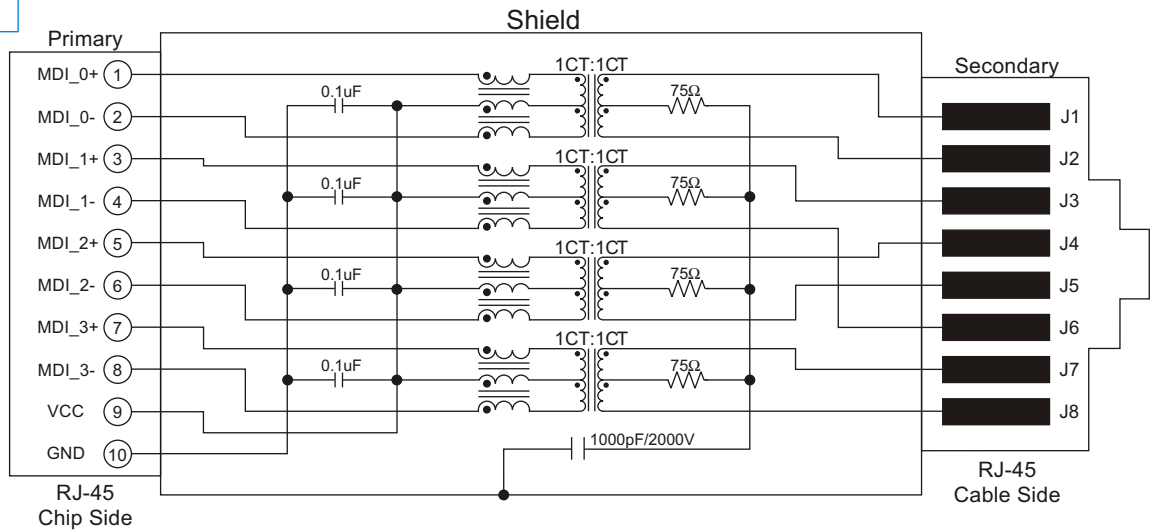 Shield
Primary
Secondary
MDI_0+ 1
MDI_0- 2
MDI_1+ 3
MDI_1- 4
MDI_2+ 5
MDI_2- 6
MDI_3+ 7
MDI_3- 8
VCC 9
GND 10
RJ-45
Chip Side
0.1uF
0.1uF
0.1uF
0.1uF
1CT:1CT
1CT:1CT
1CT:1CT
1CT:1CT
75Ω
75Ω
75Ω
75Ω
1000pF/2000V
J1
J2
J3
J4
J5
J6
J7
J8
RJ-45
Cable Side